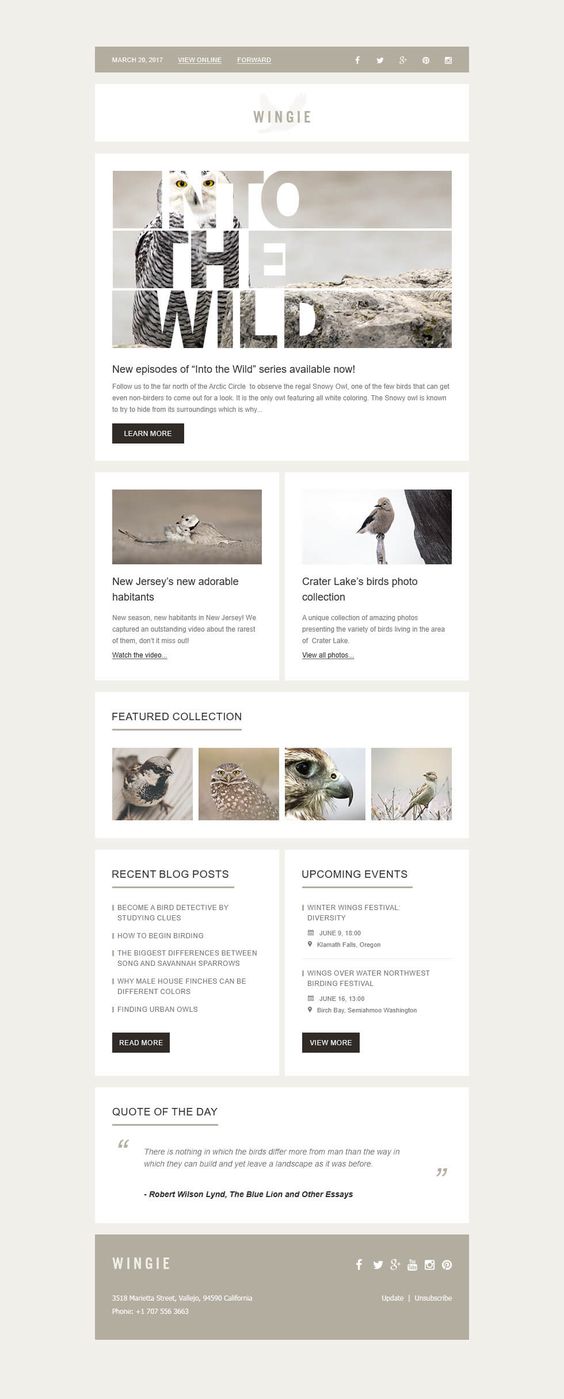 MARCH 29, 2017 VIEW ONLINE FORWARD
WINGIE
INTO
THE
WILD
New episodes of “Into the Wild” series available now!
Follow us to the far north of the Arctic Circle to observe the regal Snowy Owl, one of the few birds that can get
even non-birders to come out for a look. It is the only owl featuring all white coloring. The Snowy owl is known
to try to hide from its surroundings which is why...
LEARN MORE
New Jersey’s new adorable
habitants
New season, new habitants in New Jersey! We
captured an outstanding video about the rarest
of them, don’t it miss out!
Watch the video...
Crater Lake’s birds photo
collection
A unique collection of amazing photos
presenting the variety of birds living in the area
of Crater Lake.
View all photos...
FEATURED COLLECTION
RECENT BLOG POSTS
BECOME A BIRD DETECTIVE BY
STUDYING CLUES
HOW TO BEGIN BIRDING
THE BIGGEST DIFFERENCES BETWEEN
SONG AND SAVANNAH SPARROWS
WHY MALE HOUSE FINCHES CAN BE
DIFFERENT COLORS
FINDING URBAN OWLS
READ MORE
UPCOMING EVENTS
WINTER WINGS FESTIVAL:
DIVERSITY
JUNE 9, 18:00
Klamath Falls, Oregon
WINGS OVER WATER NORTHWEST
BIRDING FESTIVAL
JUNE 16, 13:00
Birch Bay, Semiahmoo Washington
VIEW MORE
QUOTE OF THE DAY
“ There is nothing in which the birds differ more from man than the way in
which they can build and yet leave a landscape as it was before. ”
- Robert Wilson Lynd, The Blue Lion and Other Essays
WINGIE
3518 Marietta Street, Vallejo, 94590 California
Phone: +1 707 556 3663
Update | Unsubscribe